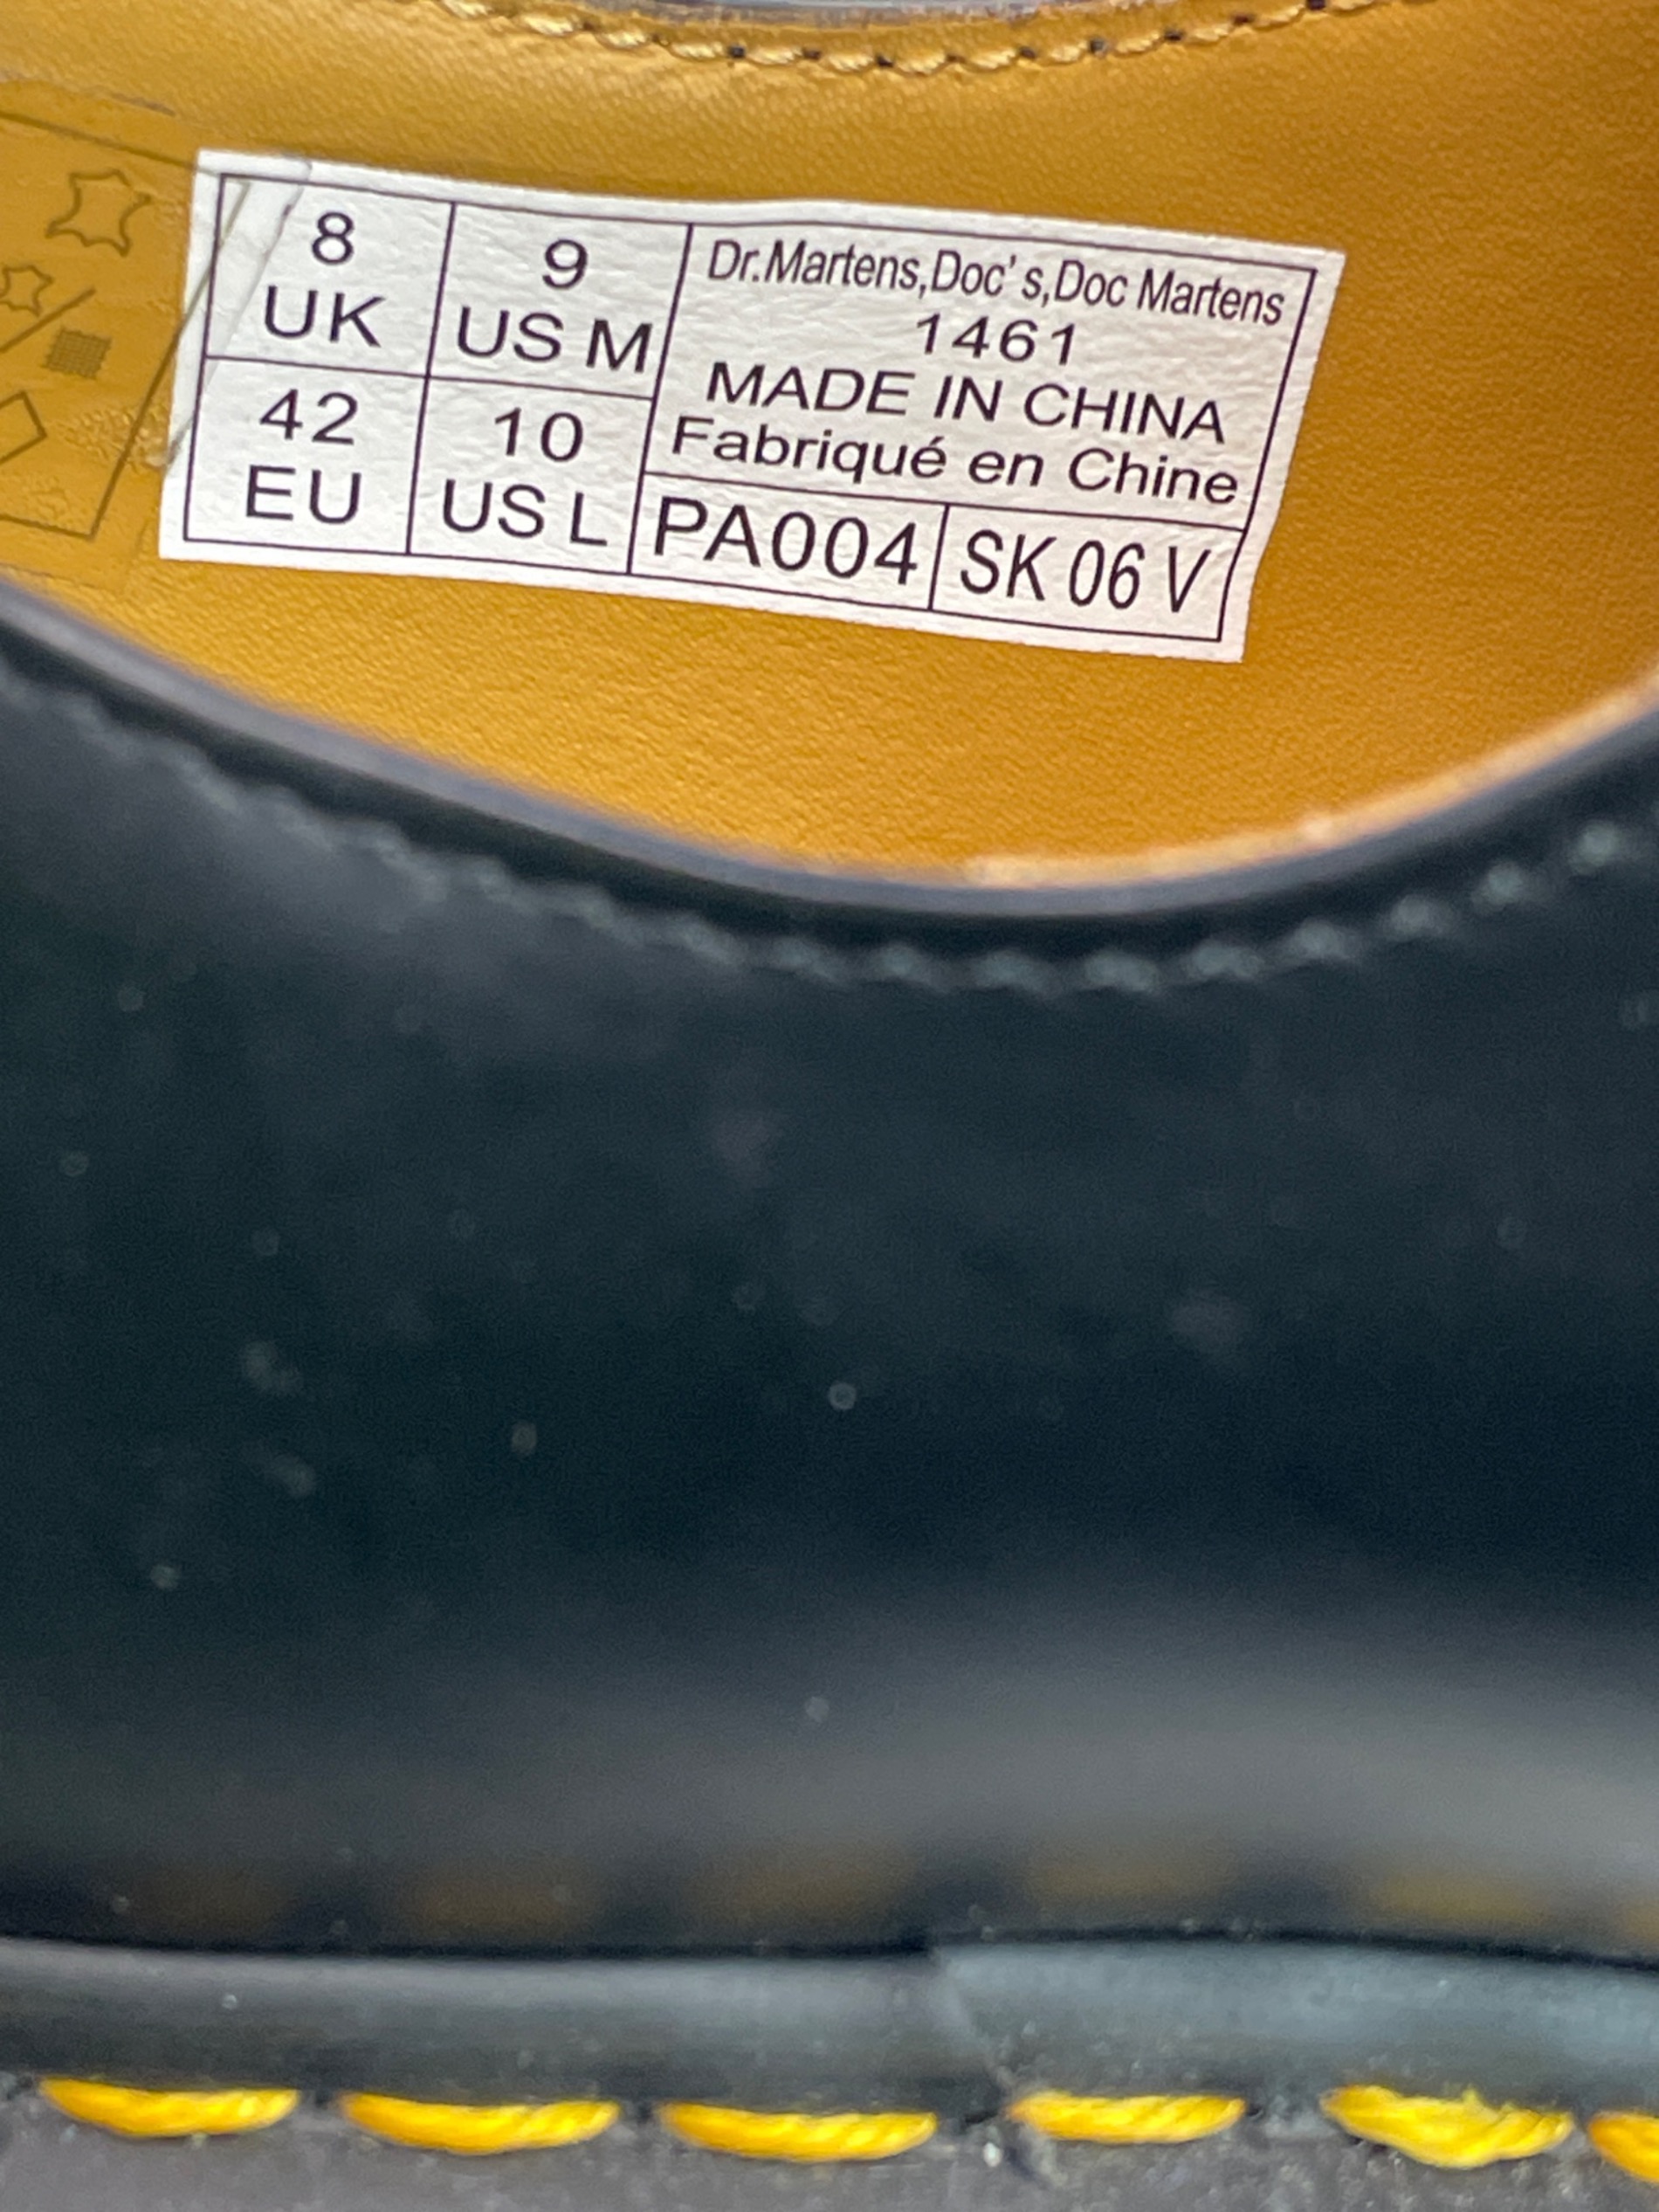 8
UK
9
US M
42
EU
10
US L
Dr.Martens,Doc's,Doc Martens
1461
MADE IN CHINA
Fabriqué en Chine
PA004
SK 06 V